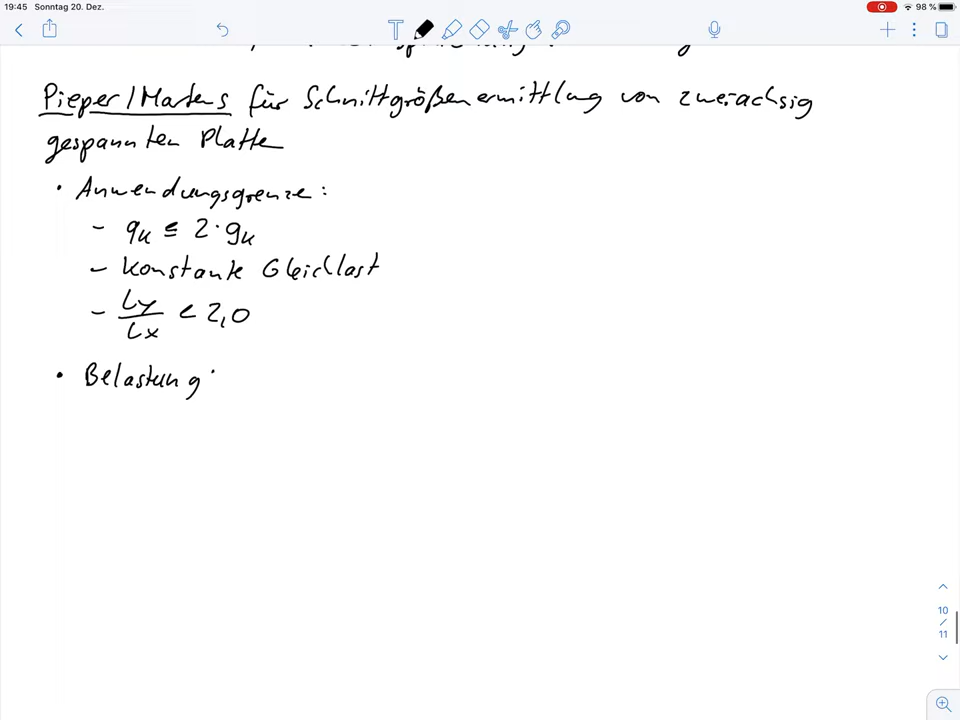 19:45 Sonntag 20. Dez.
98 %
Pieper/Martens für Schnittgrößenermittlung von zweiachsig
gespannten Platten
• Anwendungsgrenze:
– qk ≤ 2 · gk
– konstante Gleichlast
– Ly/Lx < 2,0
• Belastung
10
/
11